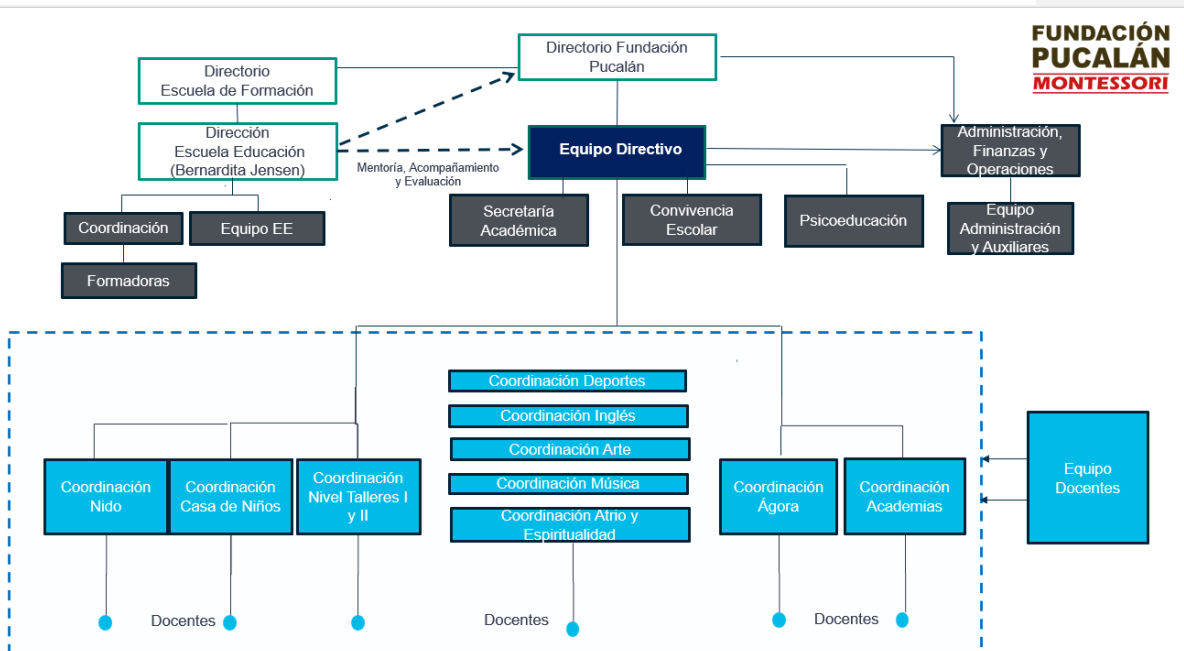 FUNDACIÓN
PUCALÁN
MONTESSORI
Directorio Fundación
Pucalán
Directorio
Escuela de Formación
Dirección
Escuela Educación
(Bernardita Jensen)
Mentoría, Acompañamiento
y Evaluación
Equipo Directivo
Administración,
Finanzas y
Operaciones
Coordinación
Equipo EE
Secretaría
Académica
Convivencia
Escolar
Psicoeducación
Equipo
Administración
y Auxiliares
Formadoras
Coordinación Deportes
Coordinación Inglés
Coordinación Arte
Coordinación Música
Coordinación Atrio y
Espiritualidad
Coordinación
Nido
Coordinación
Casa de Niños
Coordinación
Nivel Talleres I
y II
Coordinación
Ágora
Coordinación
Academias
Equipo
Docentes
Docentes
Docentes
Docentes